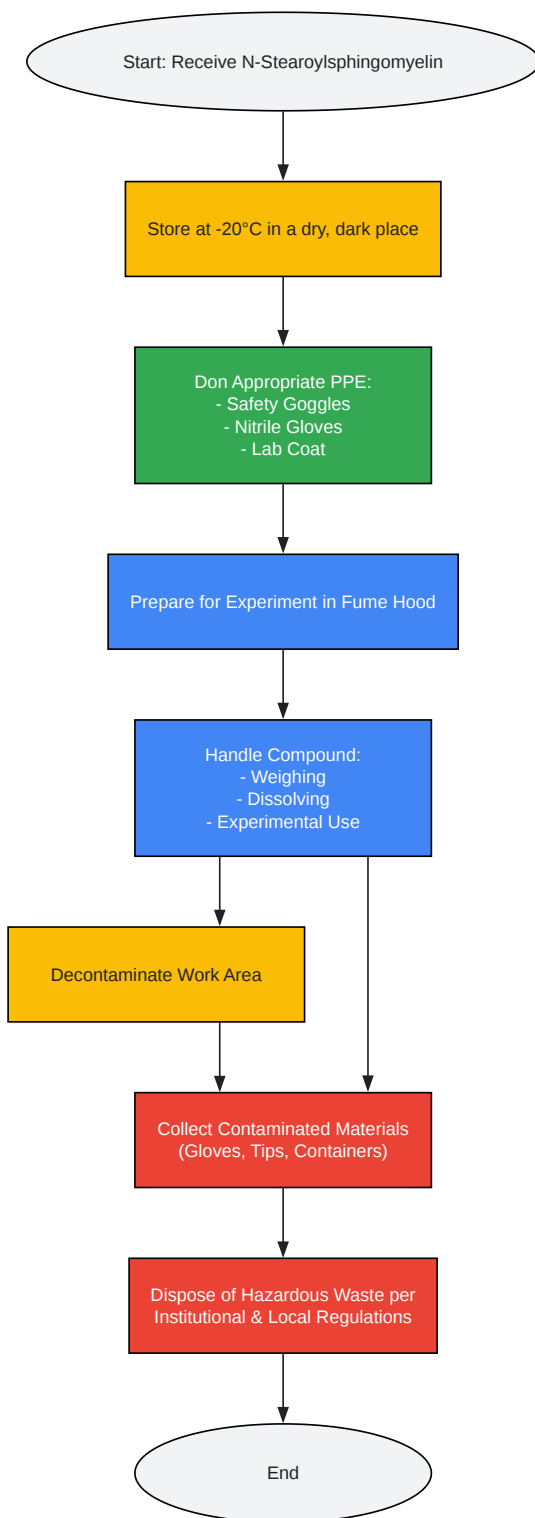 Start: Receive N-Stearoylsphingomyelin
Store at -20°C in a dry, dark place
Don Appropriate PPE:
- Safety Goggles
- Nitrile Gloves
- Lab Coat
Prepare for Experiment in Fume Hood
Handle Compound:
- Weighing
- Dissolving
- Experimental Use
Decontaminate Work Area
Collect Contaminated Materials
(Gloves, Tips, Containers)
Dispose of Hazardous Waste per
Institutional & Local Regulations
End